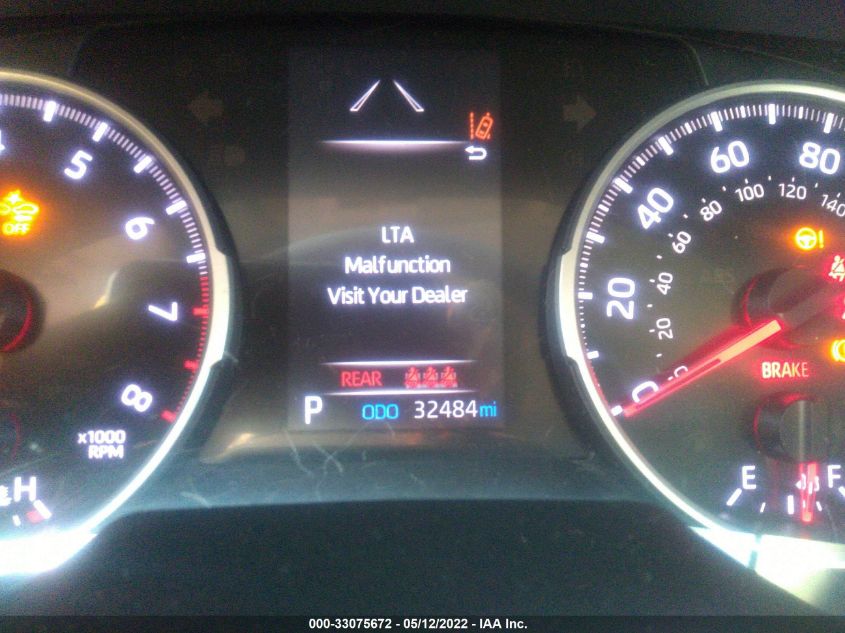 LTA
Malfunction
Visit Your Dealer
REAR
P ODO 32484 mi
5
6
7
8
x1000
RPM
H
OFF
0
20
40
60
80
20
40
60
80
100
120
140
BRAKE
E
F
000-33075672 - 05/12/2022 - IAA Inc.